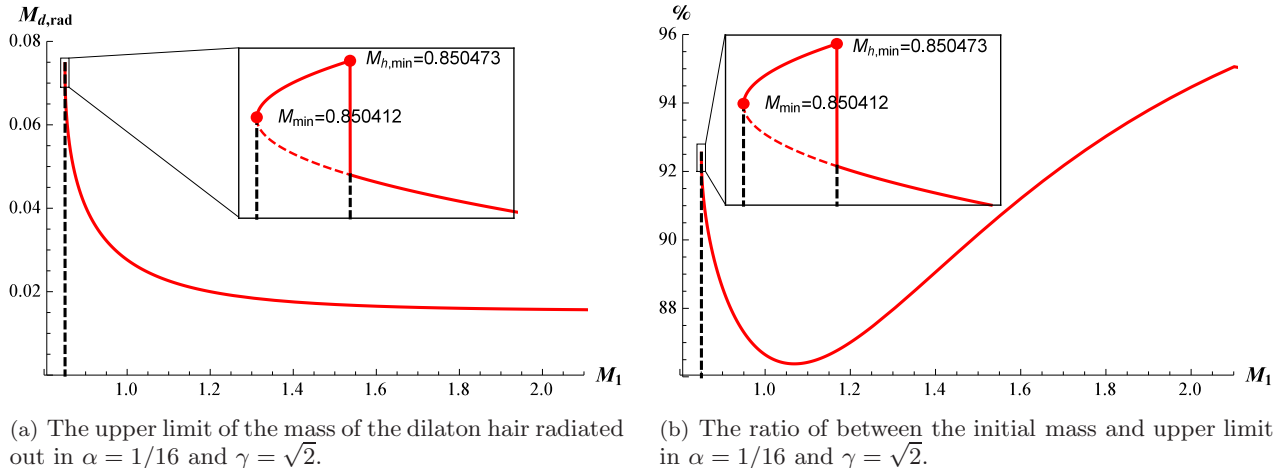 M_{d,rad}
0.08
0.06
0.04
0.02
M_{h,min}=0.850473
M_{min}=0.850412
1.0 1.2 1.4 1.6 1.8 2.0 M_1
%
96
94
92
90
88
M_{h,min}=0.850473
M_{min}=0.850412
1.0 1.2 1.4 1.6 1.8 2.0 M_1
(a) The upper limit of the mass of the dilaton hair radiated
out in α = 1/16 and γ = √2.
(b) The ratio of between the initial mass and upper limit
in α = 1/16 and γ = √2.